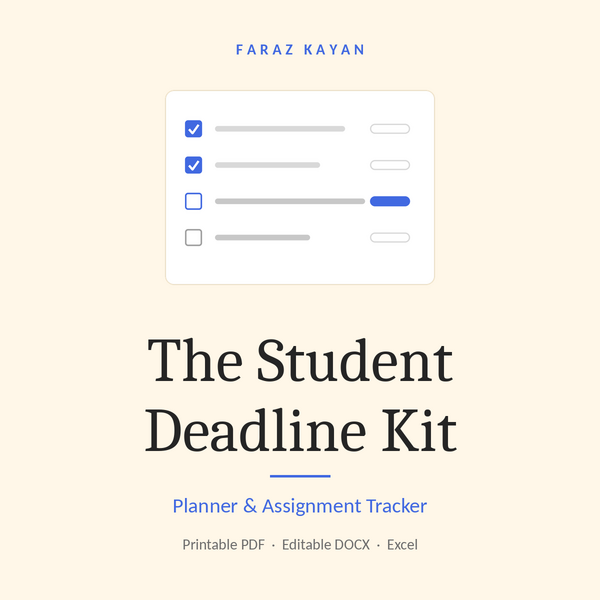 FARAZ KAYAN
The Student
Deadline Kit
Planner & Assignment Tracker
Printable PDF · Editable DOCX · Excel